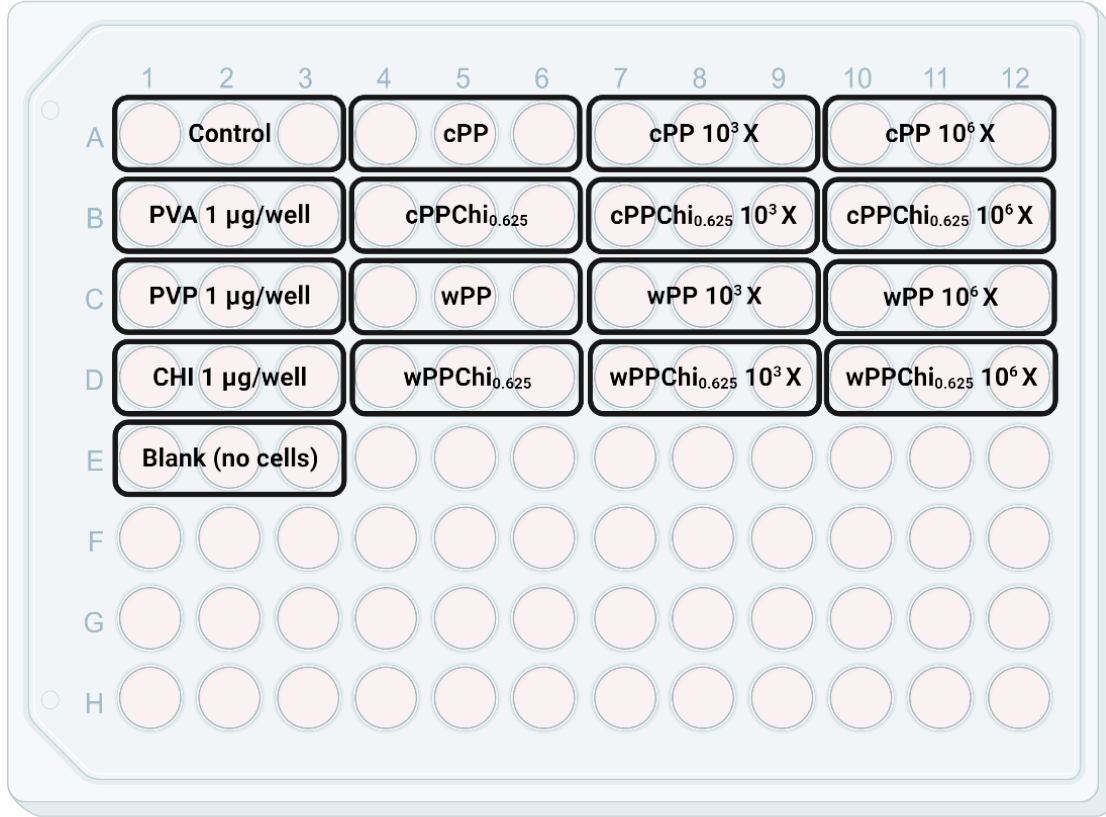 1 2 3 4 5 6 7 8 9 10 11 12
A Control cPP cPP 10³ X cPP 10⁶ X
B PVA 1 µg/well cPPChi₀.₆₂₅ cPPChi₀.₆₂₅ 10³ X cPPChi₀.₆₂₅ 10⁶ X
C PVP 1 µg/well wPP wPP 10³ X wPP 10⁶ X
D CHI 1 µg/well wPPChi₀.₆₂₅ wPPChi₀.₆₂₅ 10³ X wPPChi₀.₆₂₅ 10⁶ X
E Blank (no cells)
F
G
H